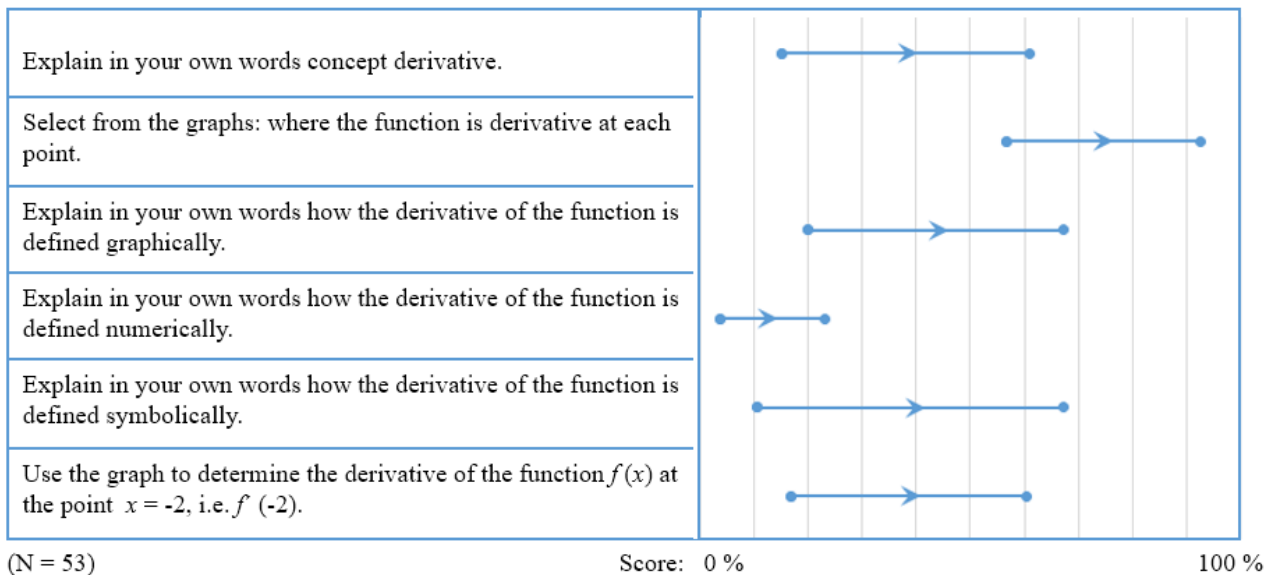 Explain in your own words concept derivative.
Select from the graphs: where the function is derivative at each
point.
Explain in your own words how the derivative of the function is
defined graphically.
Explain in your own words how the derivative of the function is
defined numerically.
Explain in your own words how the derivative of the function is
defined symbolically.
Use the graph to determine the derivative of the function f (x) at
the point x = -2, i.e. f' (-2).
(N = 53) Score: 0 % 100 %